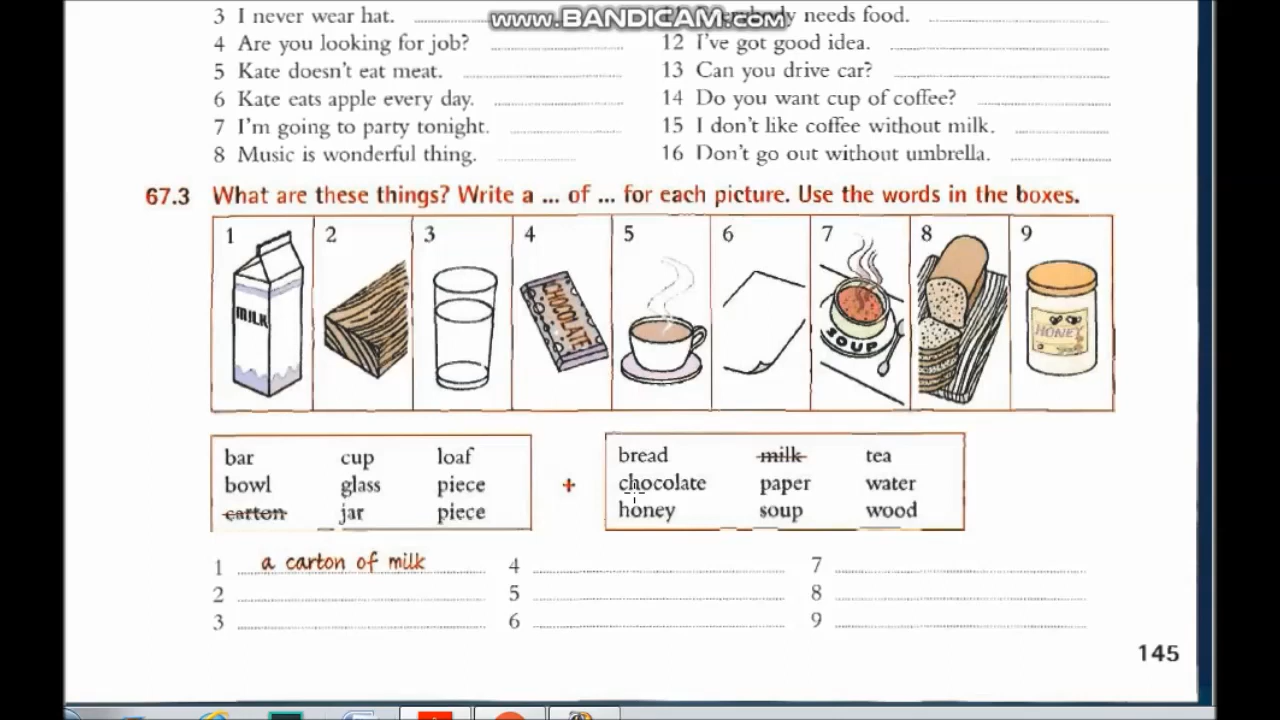 www.BANDICAM.com
3 I never wear hat.
4 Are you looking for job?
5 Kate doesn't eat meat.
6 Kate eats apple every day.
7 I'm going to party tonight.
8 Music is wonderful thing.
needs food.
12 I've got good idea.
13 Can you drive car?
14 Do you want cup of coffee?
15 I don't like coffee without milk.
16 Don't go out without umbrella.
67.3 What are these things? Write a ... of ... for each picture. Use the words in the boxes.
1 2 3 4 5 6 7 8 9
MILK
CHOCOLATE
SOUP
HONEY
bar cup loaf
bowl glass piece
carton jar piece
+
bread milk tea
chocolate paper water
honey soup wood
1 a carton of milk
2
3
4
5
6
7
8
9
145